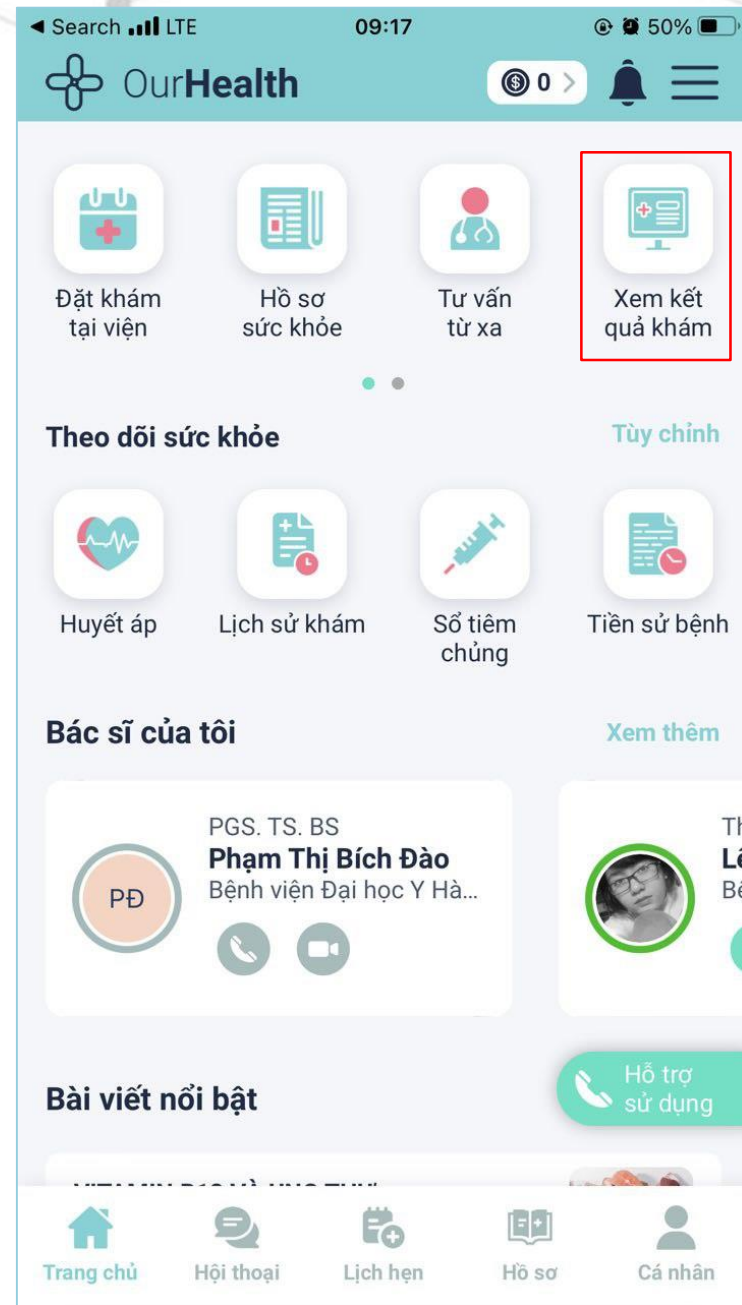 Search LTE 09:17 50%
OurHealth 0
Đặt khám tại viện
Hồ sơ sức khỏe
Tư vấn từ xa
Xem kết quả khám
Theo dõi sức khỏe Tùy chỉnh
Huyết áp
Lịch sử khám
Sổ tiêm chủng
Tiền sử bệnh
Bác sĩ của tôi Xem thêm
PĐ
PGS. TS. BS
Phạm Thị Bích Đào
Bệnh viện Đại học Y Hà...
Bài viết nổi bật
Hỗ trợ
sử dụng
Trang chủ Hội thoại Lịch hẹn Hồ sơ Cá nhân